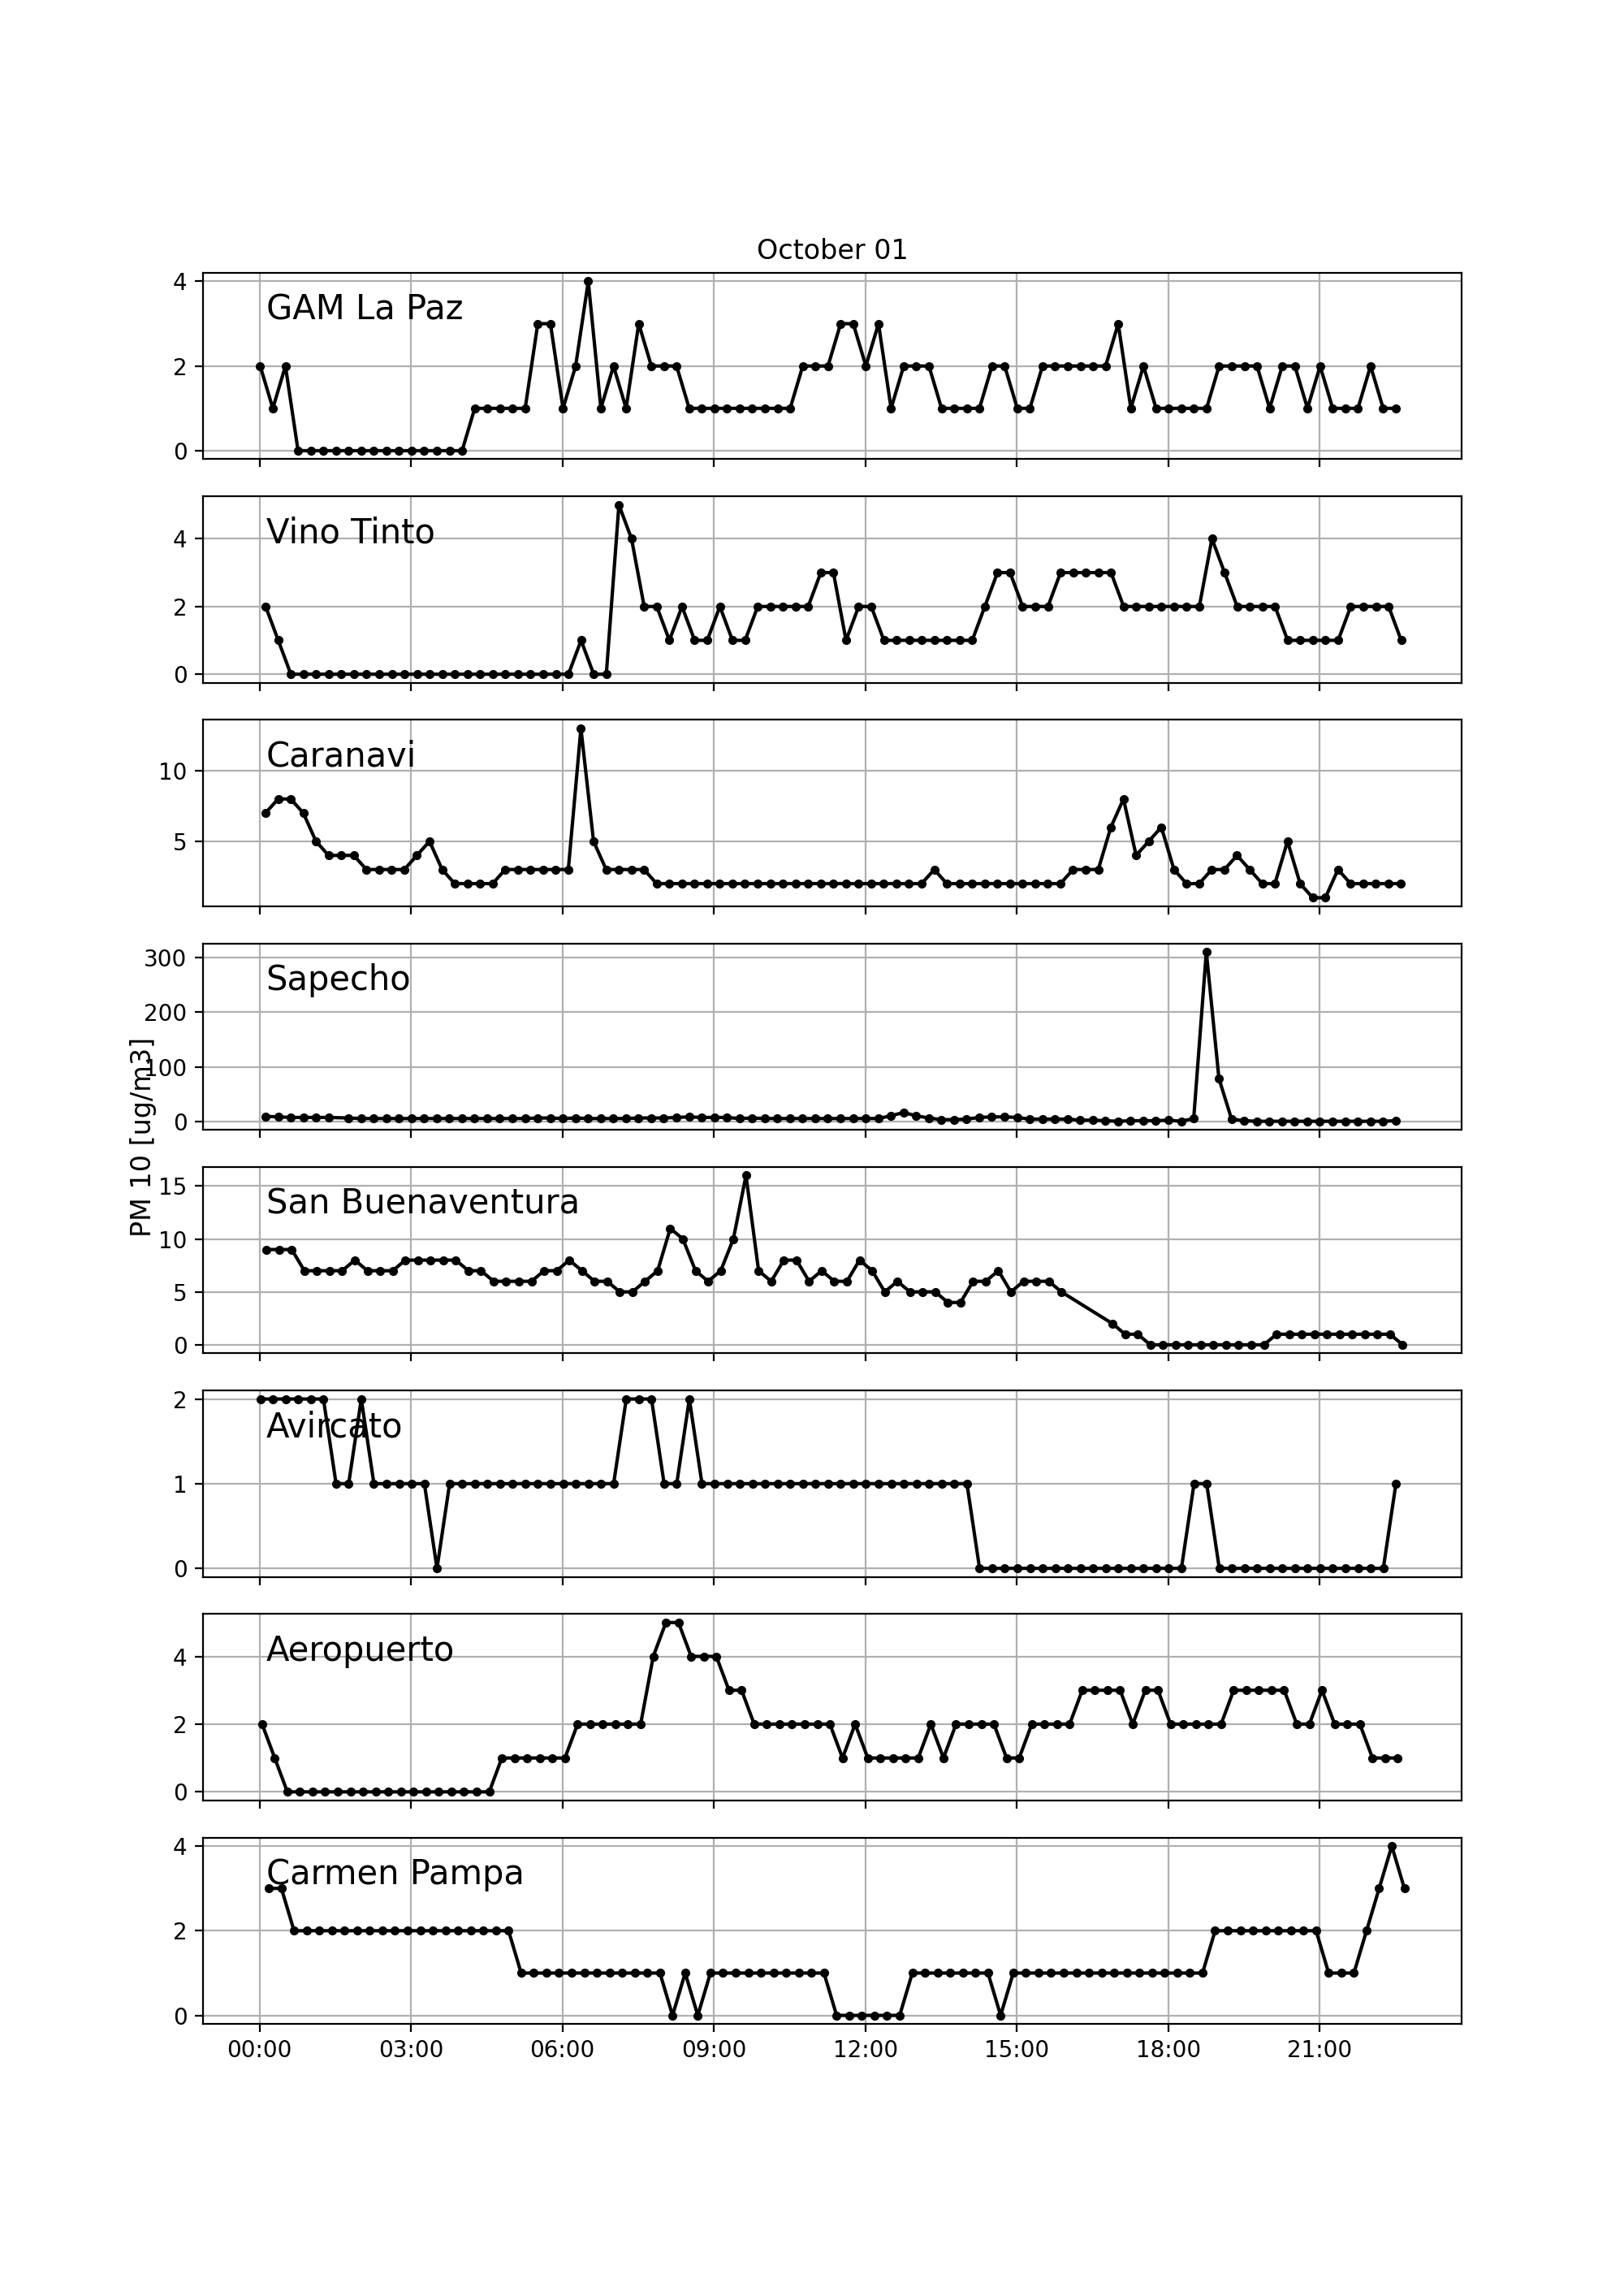 October 01
4
GAM La Paz
2
0
Vino Tinto
4
2
0
Caranavi
10
5
300
Sapecho
200
100
0
PM 10 [ug/m3]
15
San Buenaventura
10
5
0
2
Avircato
1
0
Aeropuerto
4
2
0
4
Carmen Pampa
2
0
00:00 03:00 06:00 09:00 12:00 15:00 18:00 21:00